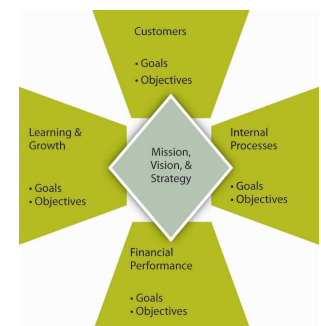 Customers
• Goals
• Objectives
Learning &
Growth
• Goals
• Objectives
Mission,
Vision, &
Strategy
Internal
Processes
• Goals
• Objectives
Financial
Performance
• Goals
• Objectives